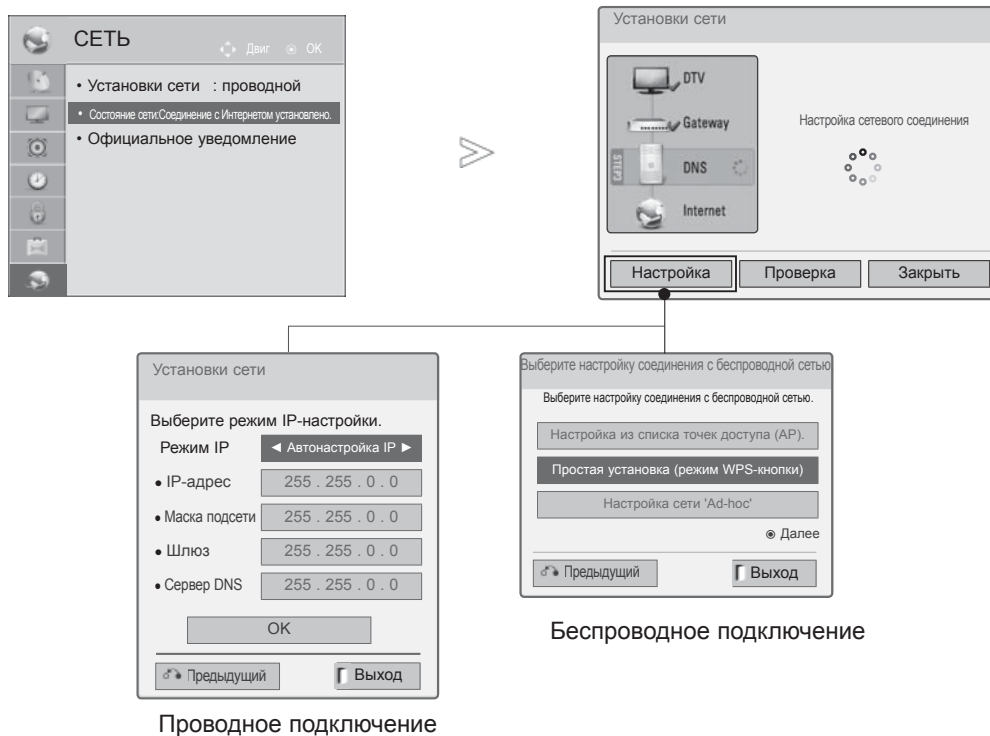 СЕТЬ
Двиг ОК
• Установки сети : проводной
• Состояние сети:Соединение с Интернетом установлено.
• Официальное уведомление
Установки сети
DTV
Gateway
DNS
Internet
Настройка сетевого соединения
Настройка Проверка Закрыть
Установки сети
Выберите режим IP-настройки.
Режим IP ◄ Автонастройка IP ►
• IP-адрес 255 . 255 . 0 . 0
• Маска подсети 255 . 255 . 0 . 0
• Шлюз 255 . 255 . 0 . 0
• Сервер DNS 255 . 255 . 0 . 0
OK
Предыдущий Выход
Проводное подключение
Выберите настройку соединения с беспроводной сетью
Выберите настройку соединения с беспроводной сетью.
Настройка из списка точек доступа (AP).
Простая установка (режим WPS-кнопки)
Настройка сети 'Ad-hoc'
Далее
Предыдущий Выход
Беспроводное подключение